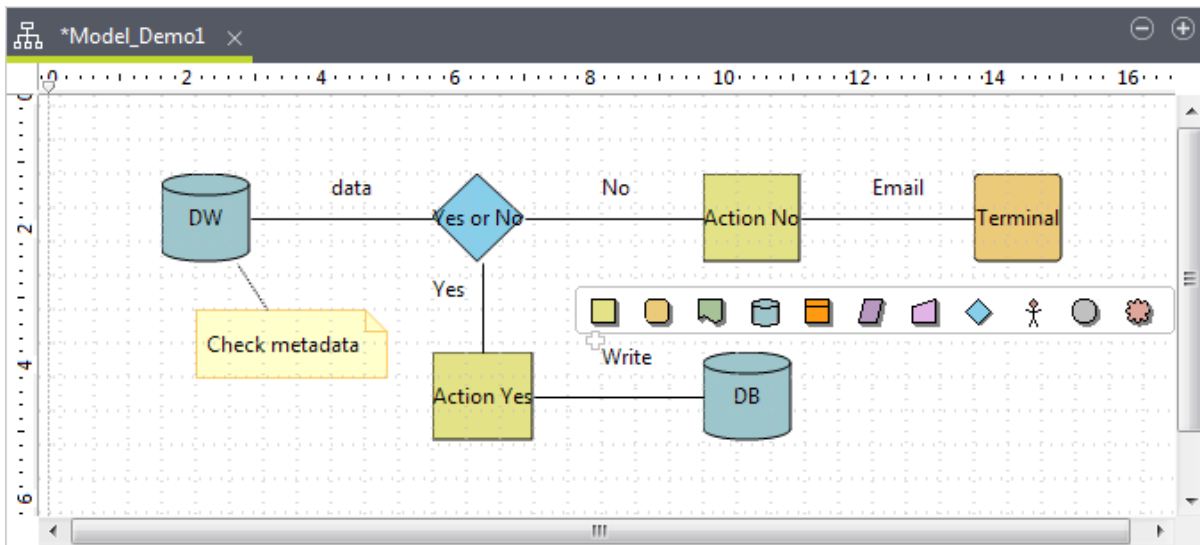 *Model_Demo1
0 2 4 6 8 10 12 14 16
0
2
4
6
data
No
Email
DW
Yes or No
Action No
Terminal
Yes
Check metadata
Write
Action Yes
DB